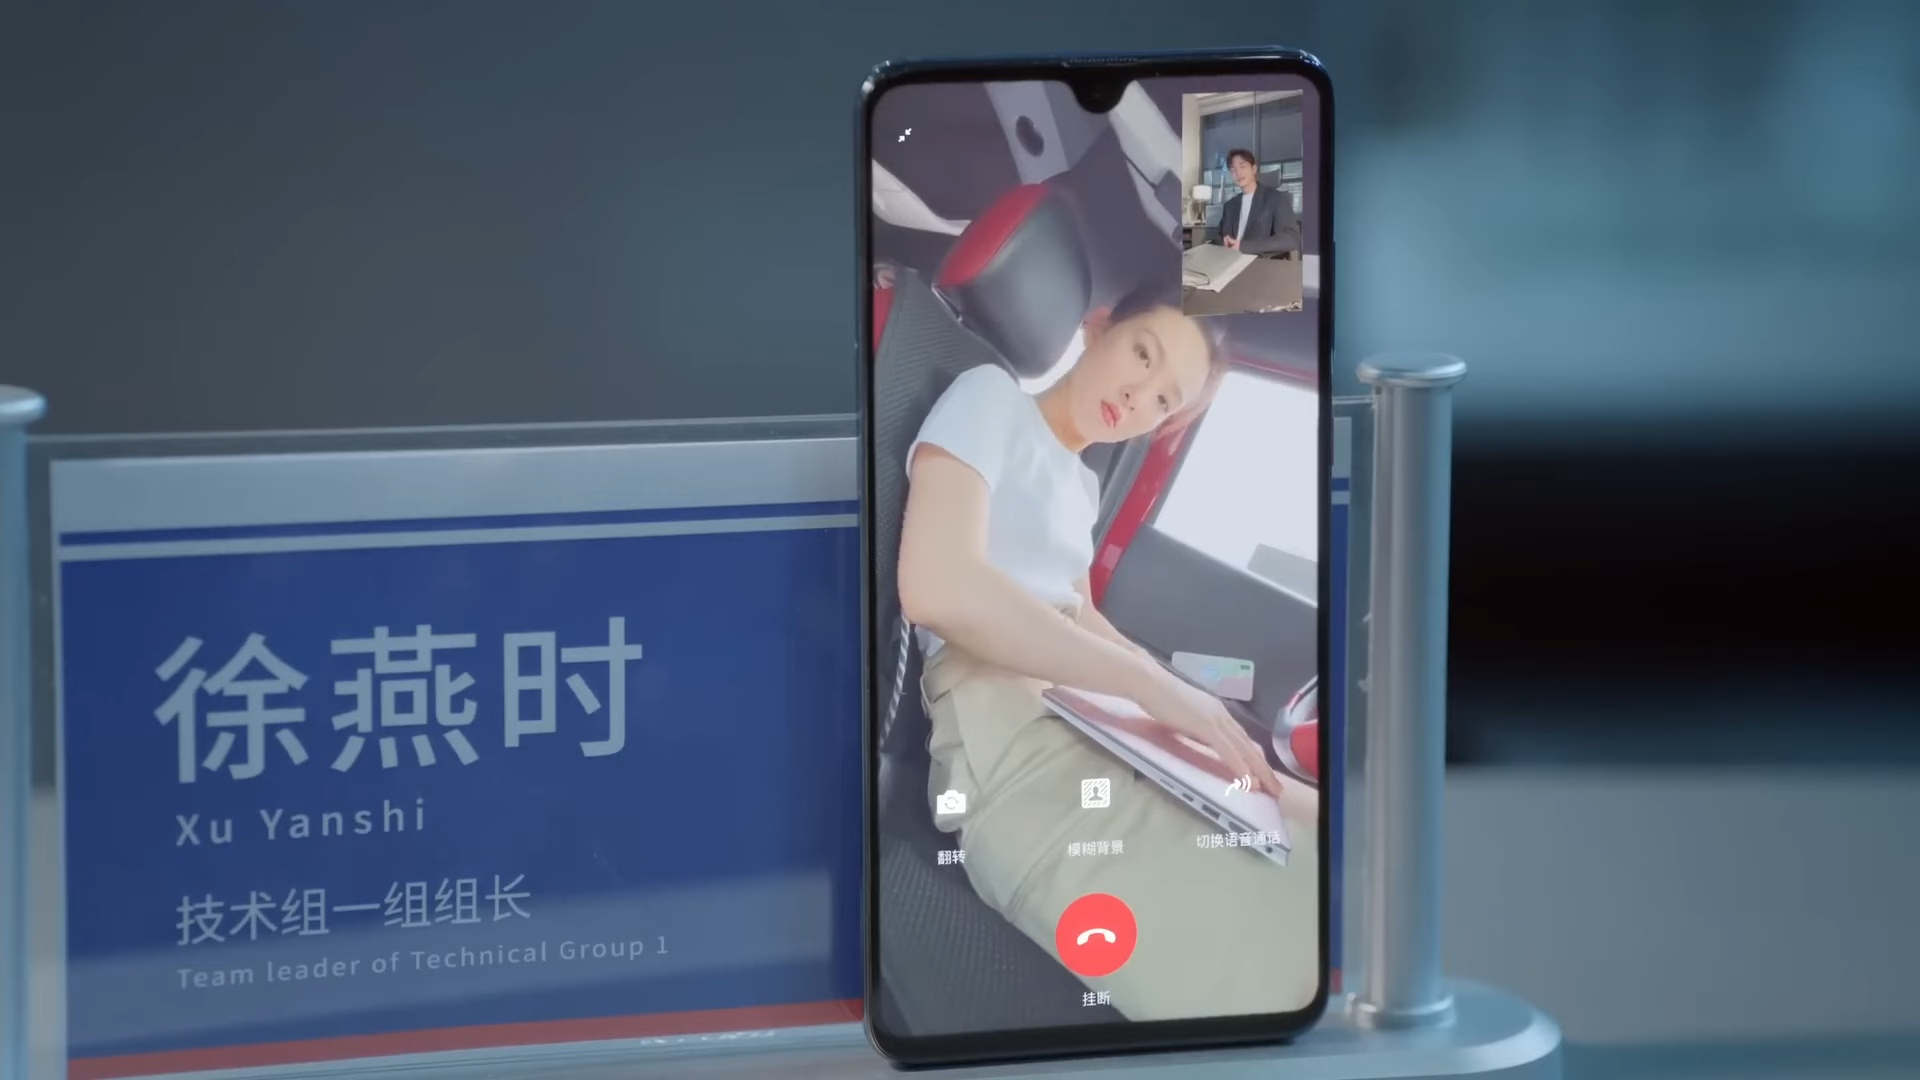 徐燕时
Xu Yanshi
技术组一组组长
Team leader of Technical Group 1
翻转
模糊背景
切换语音通话
挂断